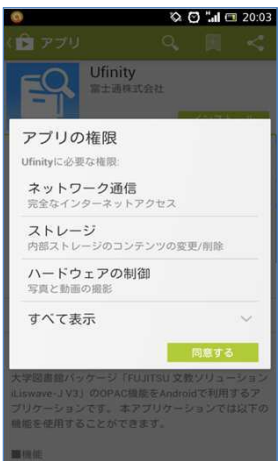 20:03
アプリ
Ufinity
富士通株式会社
アプリの権限
Ufinityに必要な権限:
ネットワーク通信
完全なインターネットアクセス
ストレージ
内部ストレージのコンテンツの変更/削除
ハードウェアの制御
写真と動画の撮影
すべて表示
同意する
大学図書館パッケージ「FUJITSU 文教ソリューション
iLiswave-J V3」のOPAC機能をAndroidで利用するア
プリケーションです。 本アプリケーションでは以下の
機能を使用することができます。
■機能